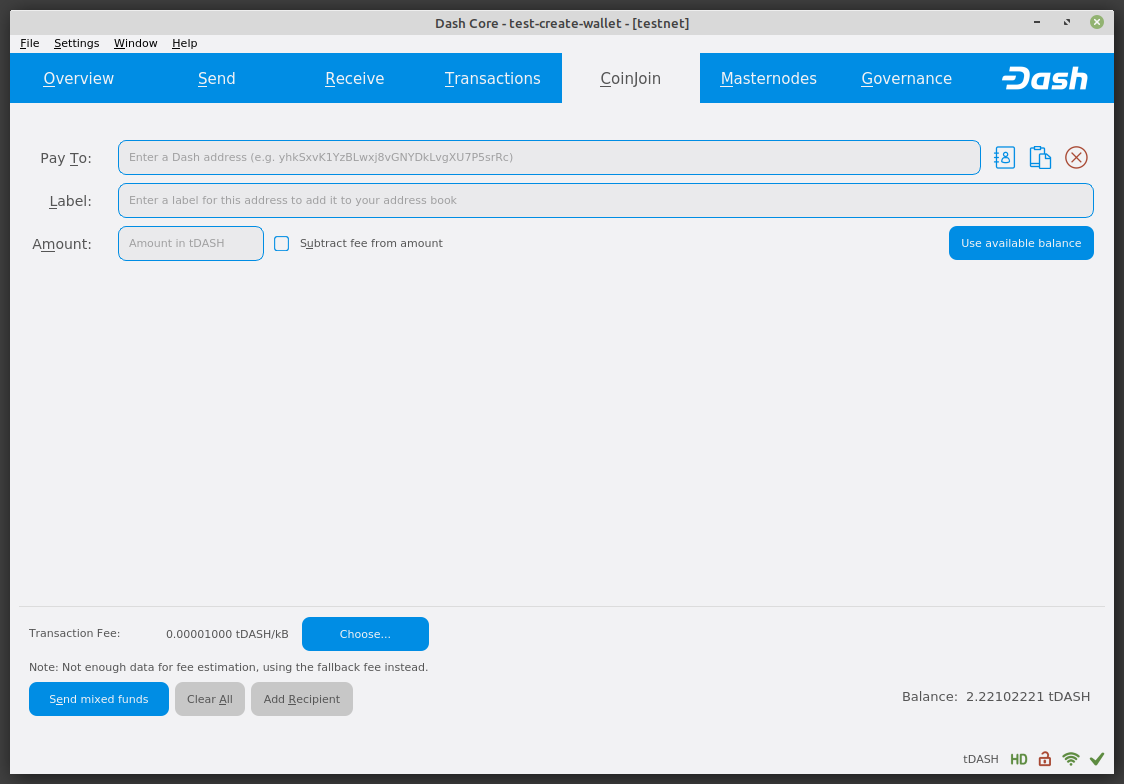 Dash Core - test-create-wallet - [testnet]
File Settings Window Help
Overview Send Receive Transactions CoinJoin Masternodes Governance Dash
Pay To: Enter a Dash address (e.g. yhkSxvK1YzBLwxj8vGNYDkLvgXU7P5srRc)
Label: Enter a label for this address to add it to your address book
Amount: Amount in tDASH Subtract fee from amount Use available balance
Transaction Fee: 0.00001000 tDASH/kB Choose...
Note: Not enough data for fee estimation, using the fallback fee instead.
Send mixed funds Clear All Add Recipient Balance: 2.22102221 tDASH
tDASH HD